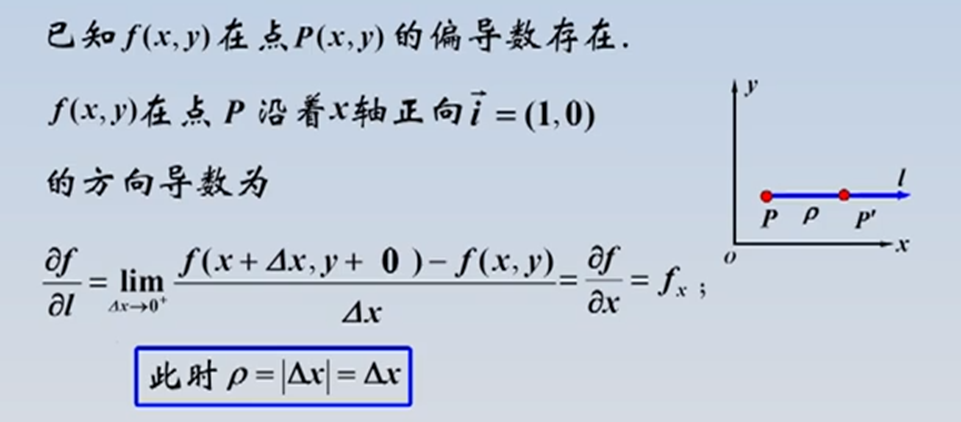 已知f(x,y)在点P(x,y)的偏导数存在.
f(x,y)在点 P 沿着x轴正向i⃗ = (1,0)
的方向导数为
∂f/∂l = lim_{Δx→0⁺} (f(x + Δx, y + 0) − f(x,y))/Δx = ∂f/∂x = fₓ ;
此时 ρ = |Δx| = Δx
y
l
P ρ P′
o x